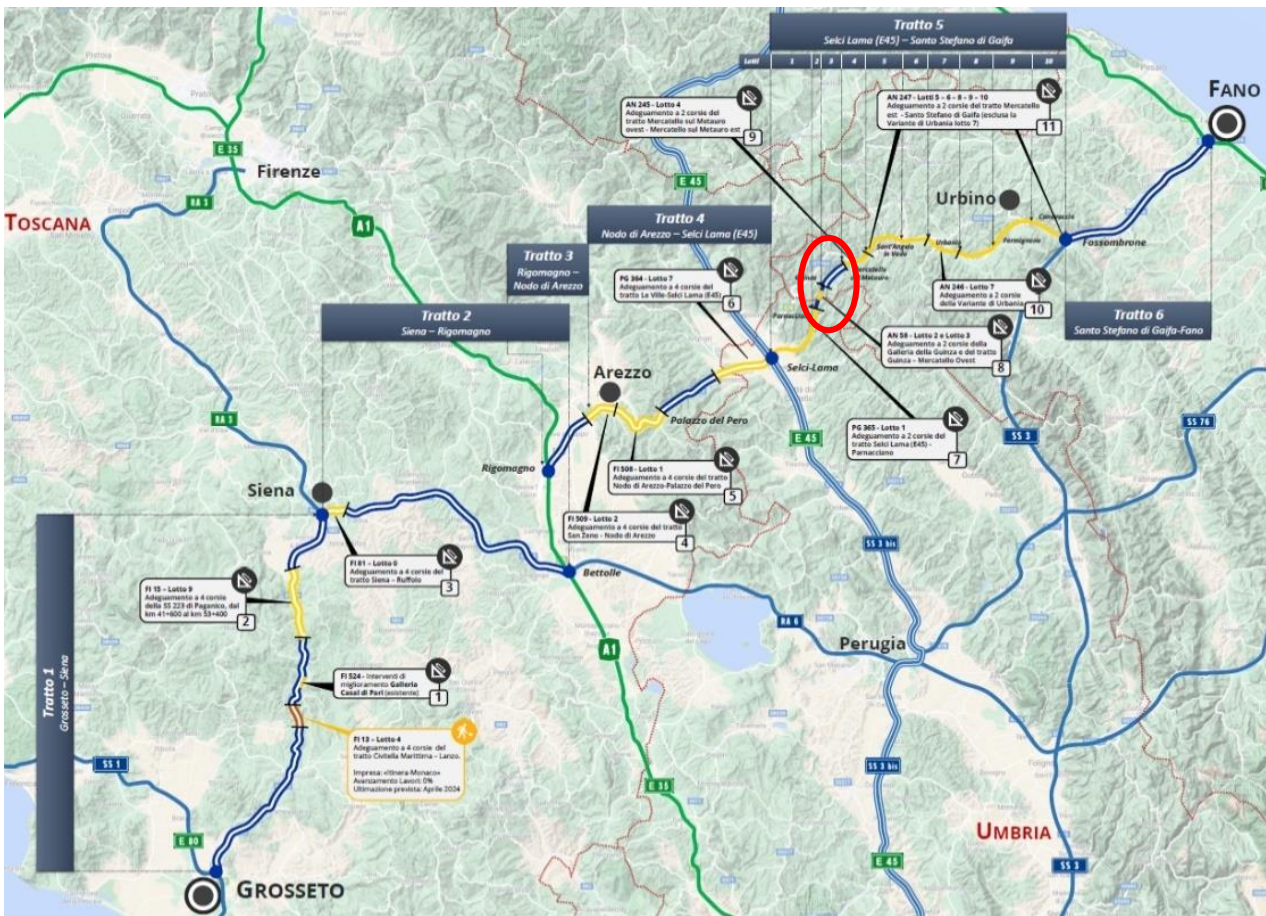 Tratto 5
Selci Lama (E45) – Santo Stefano di Gaifa
Lotti 1 2 3 4 5 6 7 8 9 10
FANO
AN 245 - Lotto 4
Adeguamento a 2 corsie del
tratto Mercatello sul Metauro
ovest - Mercatello sul Metauro est
9
AN 247 - Lotti 5 – 6 – 8 – 9 – 10
Adeguamento a 2 corsie del tratto Mercatello
est - Santo Stefano di Gaifa (esclusa la
Variante di Urbania lotto 7)
11
E 35
Firenze
RA 3
TOSCANA
A1
E 45
Urbino
Tratto 4
Nodo di Arezzo – Selci Lama (E45)
Tratto 3
Rigomagno –
Nodo di Arezzo
Sant'Angelo
in Vado
Urbania
Fermignano
Fossombrone
Mercatello
sul Metauro
Guinza
Parnacciano
PG 364 - Lotto 7
Adeguamento a 4 corsie del
tratto Le Ville-Selci Lama (E45)
6
AN 246 - Lotto 7
Adeguamento a 2 corsie
della Variante di Urbania
10
Tratto 6
Santo Stefano di Gaifa-Fano
Tratto 2
Siena – Rigomagno
AN 58 - Lotto 2 e Lotto 3
Adeguamento a 2 corsie della
Galleria della Guinza e del tratto
Guinza – Mercatello Ovest
8
Selci-Lama
Arezzo
Palazzo del Pero
RA 3
SS 76
SS 3
E 45
PG 365 - Lotto 1
Adeguamento a 2 corsie del
tratto Selci Lama (E45) -
Parnacciano
7
Rigomagno
FI 508 - Lotto 1
Adeguamento a 4 corsie del tratto
Nodo di Arezzo-Palazzo del Pero
5
Siena
FI 509 – Lotto 2
Adeguamento a 4 corsie del tratto
San Zeno - Nodo di Arezzo
4
SS 3 bis
FI 81 – Lotto 0
Adeguamento a 4 corsie del
tratto Siena – Ruffolo
3
Bettolle
FI 15 – Lotto 9
Adeguamento a 4 corsie
della SS 223 di Paganico, dal
km 41+600 al km 53+400
2
RA 6
Perugia
A1
Tratto 1
Grosseto – Siena
FI 524 - Interventi di
miglioramento Galleria
Casal di Pari (esistente)
1
FI 13 – Lotto 4
Adeguamento a 4 corsie del
tratto Civitella Marittima – Lanzo.
Impresa: «Itinera Monaco»
Avanzamento Lavori: 0%
Ultimazione prevista: Aprile 2024
SS 1
SS 3 bis
E 35
UMBRIA
E 80
E 45
SS 3
GROSSETO